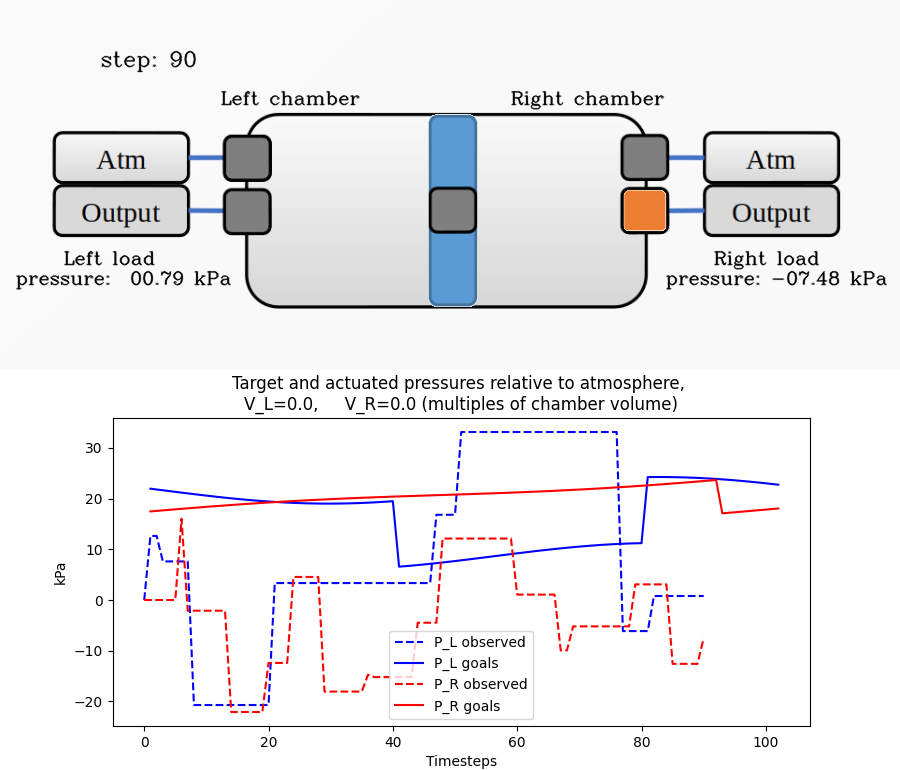 step: 90
Left chamber
Right chamber
Atm
Atm
Output
Output
Left load
pressure: 00.79 kPa
Right load
pressure: −07.48 kPa
Target and actuated pressures relative to atmosphere,
V_L=0.0, V_R=0.0 (multiples of chamber volume)
kPa
30
20
10
0
−10
−20
P_L observed
P_L goals
P_R observed
P_R goals
0 20 40 60 80 100
Timesteps